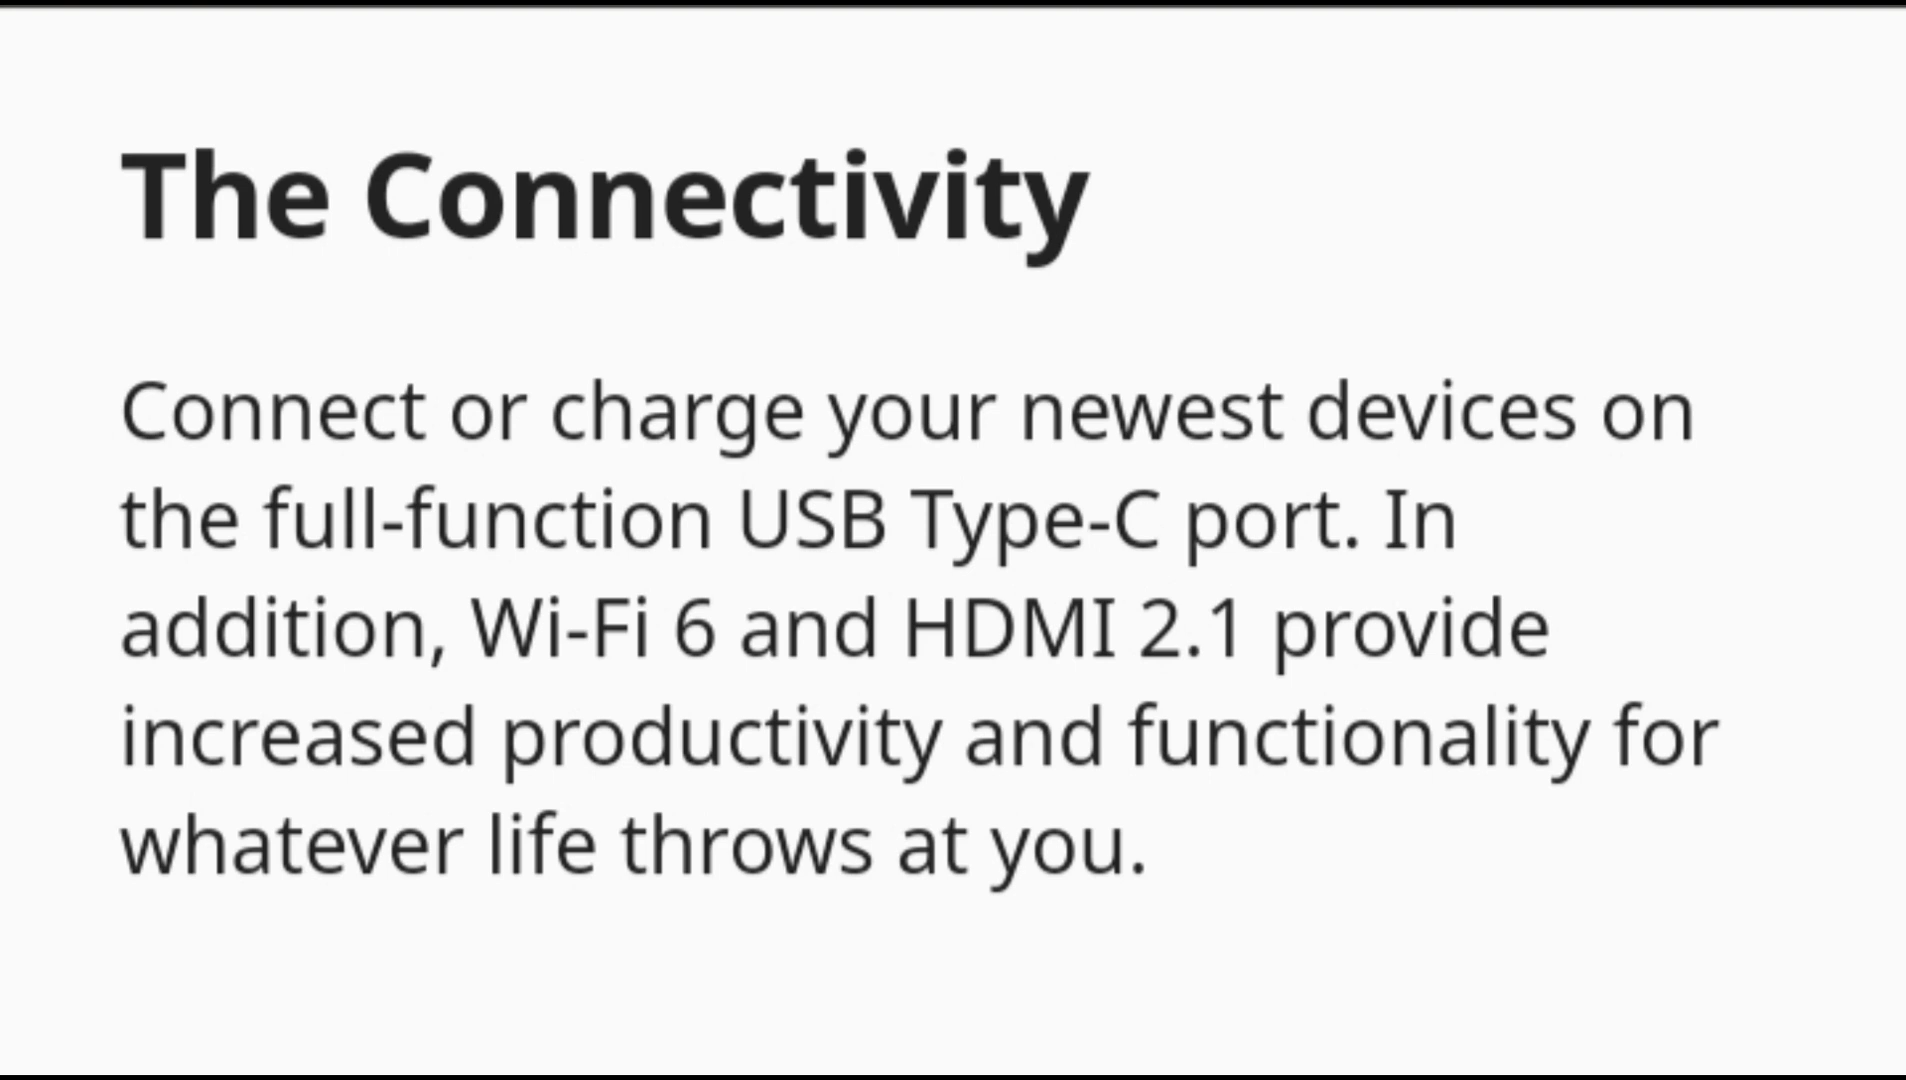 The Connectivity
Connect or charge your newest devices on
the full-function USB Type-C port. In
addition, Wi-Fi 6 and HDMI 2.1 provide
increased productivity and functionality for
whatever life throws at you.